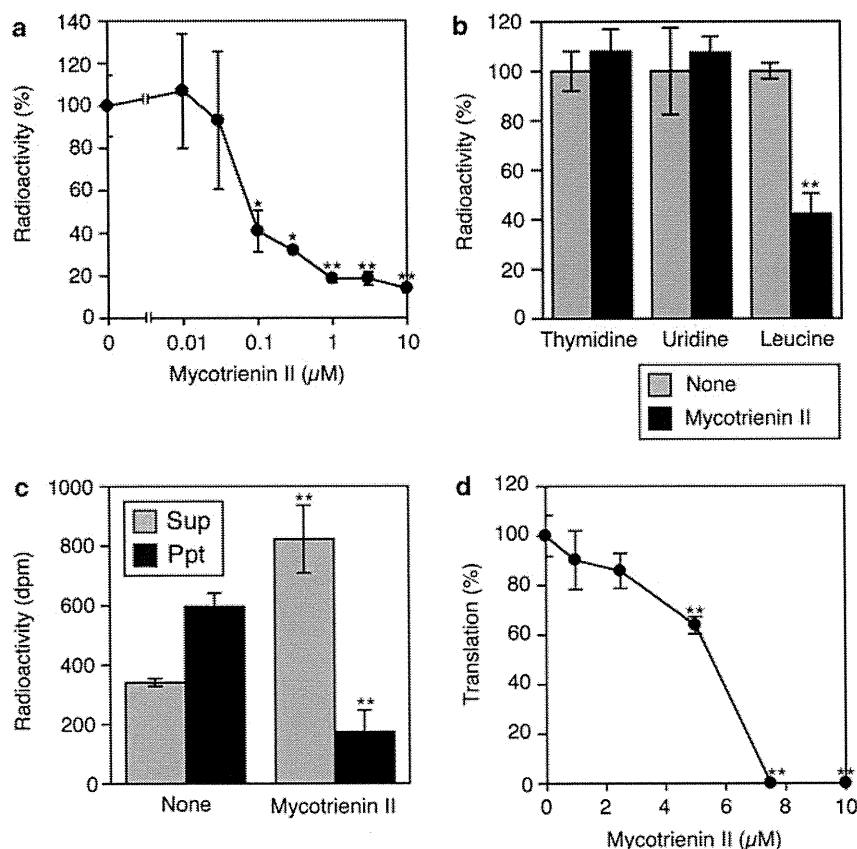 a
140
120
100
80
60
40
20
0
Radioactivity (%)
* * ** ** **
0 0.01 0.1 1 10
Mycotrienin II (µM)
b
120
100
80
60
40
20
0
Radioactivity (%)
**
Thymidine Uridine Leucine
None
Mycotrienin II
c
1000
800
600
400
200
0
Radioactivity (dpm)
Sup
Ppt
**
**
None Mycotrienin II
d
120
100
80
60
40
20
0
Translation (%)
**
** **
0 2 4 6 8 10
Mycotrienin II (µM)